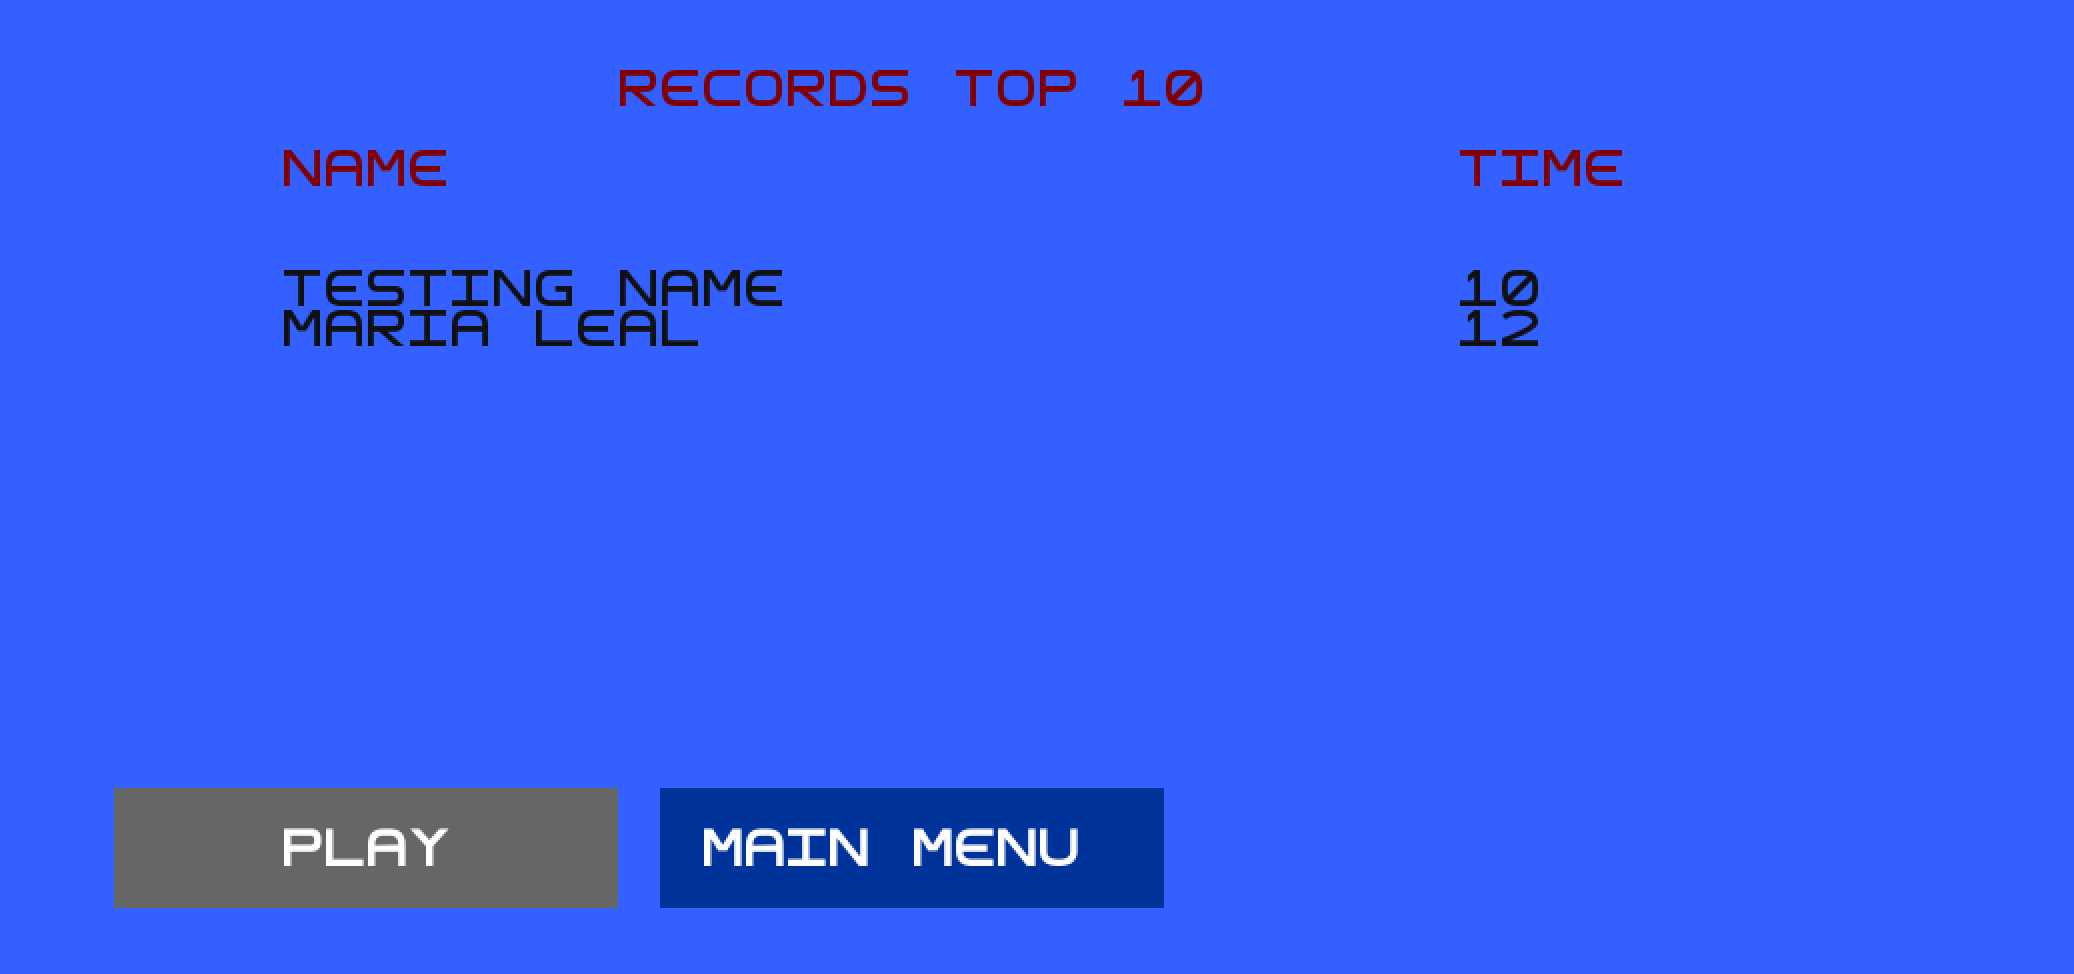 RECORDS TOP 10
NAME TIME
TESTING NAME 10
MARIA LEAL 12
PLAY MAIN MENU